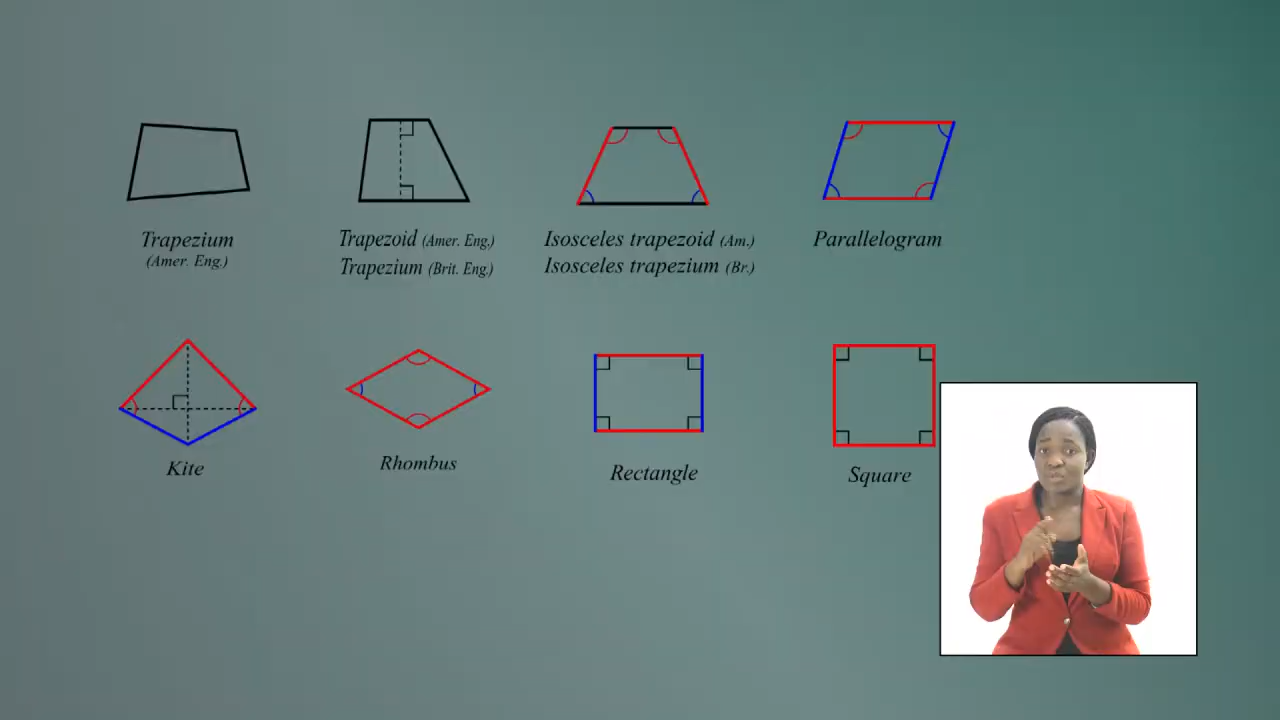 Trapezium
(Amer. Eng.)
Trapezoid (Amer. Eng.)
Trapezium (Brit. Eng.)
Isosceles trapezoid (Am.)
Isosceles trapezium (Br.)
Parallelogram
Kite
Rhombus
Rectangle
Square